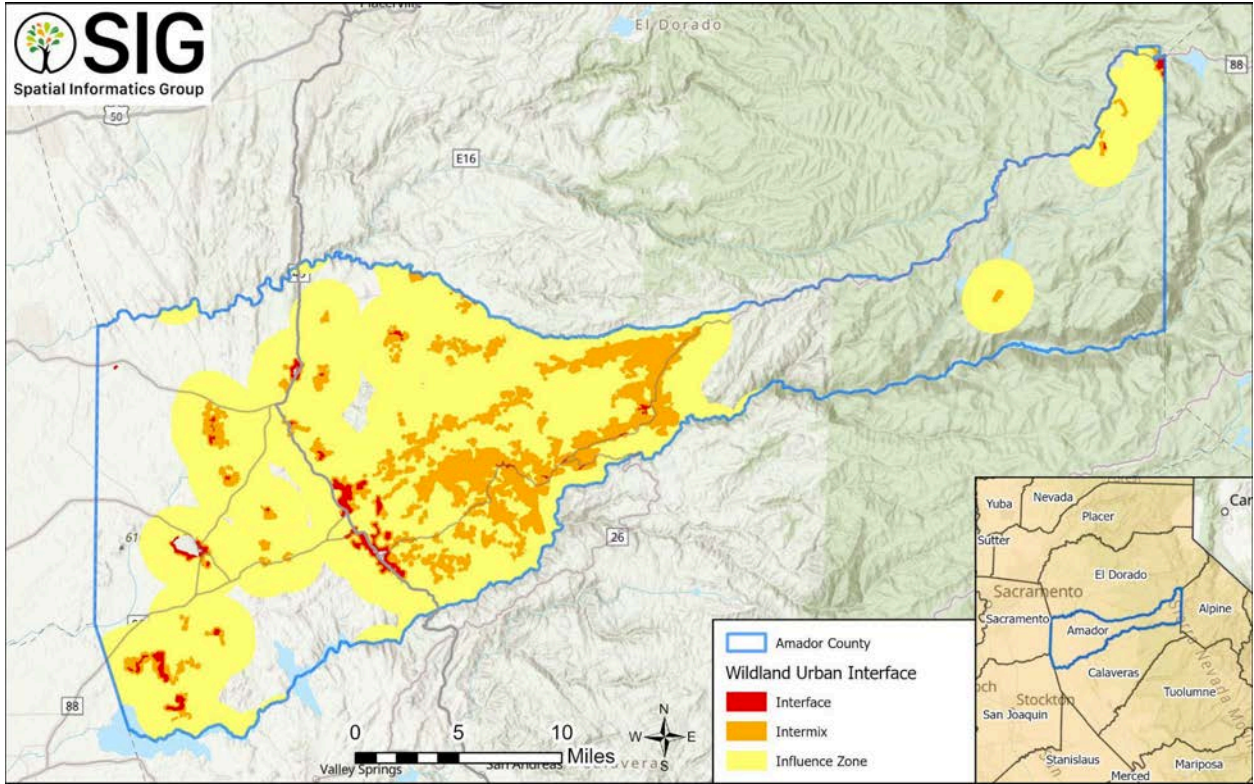 SIG
Spatial Informatics Group
El Dorado
88
50
E16
26
88
Valley Springs
0 5 10
Miles
N
W E
S
Amador County
Wildland Urban Interface
Interface
Intermix
Influence Zone
Nevada
Yuba
Placer
Sutter
El Dorado
Sacramento
Sacramento
Alpine
Amador
Calaveras
Stockton
Tuolumne
San Joaquin
Stanislaus
Mariposa
Merced